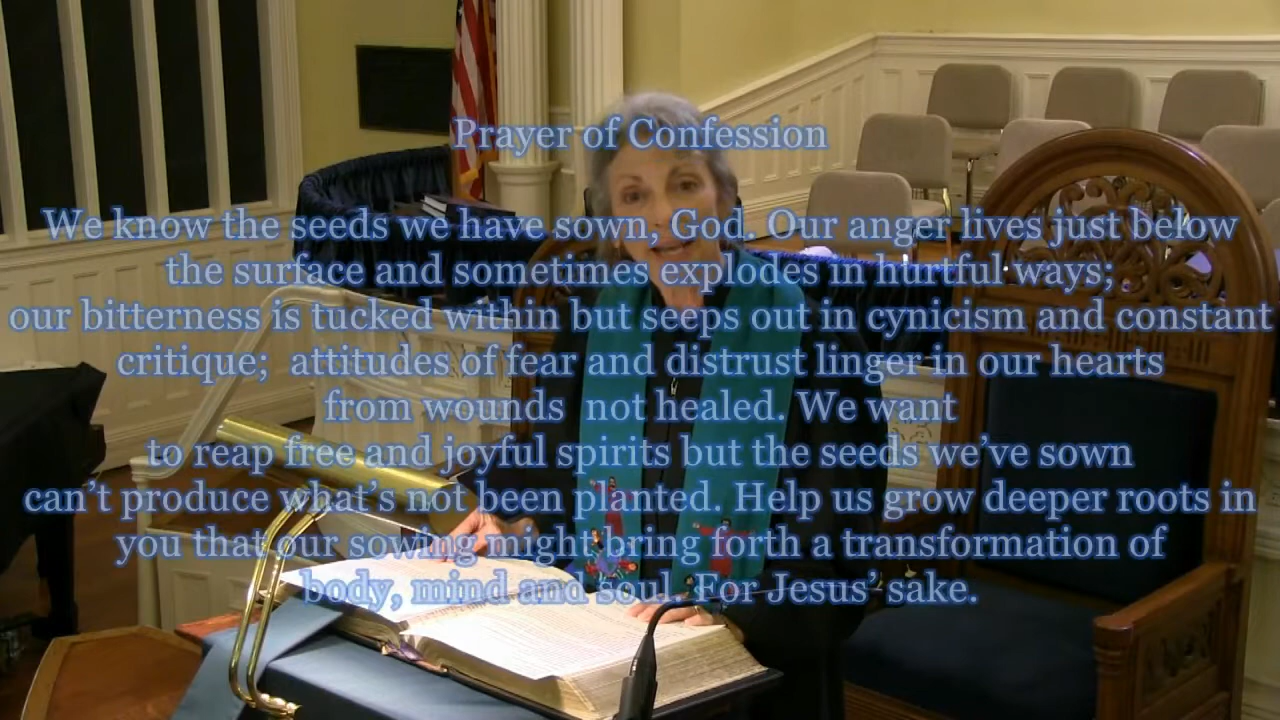 Prayer of Confession
We know the seeds we have sown, God. Our anger lives just below
the surface and sometimes explodes in hurtful ways;
our bitterness is tucked within but seeps out in cynicism and constant
critique;  attitudes of fear and distrust linger in our hearts
from wounds  not healed. We want
to reap free and joyful spirits but the seeds we've sown
can't produce what's not been planted. Help us grow deeper roots in
you that our sowing might bring forth a transformation of
body, mind and soul. For Jesus' sake.